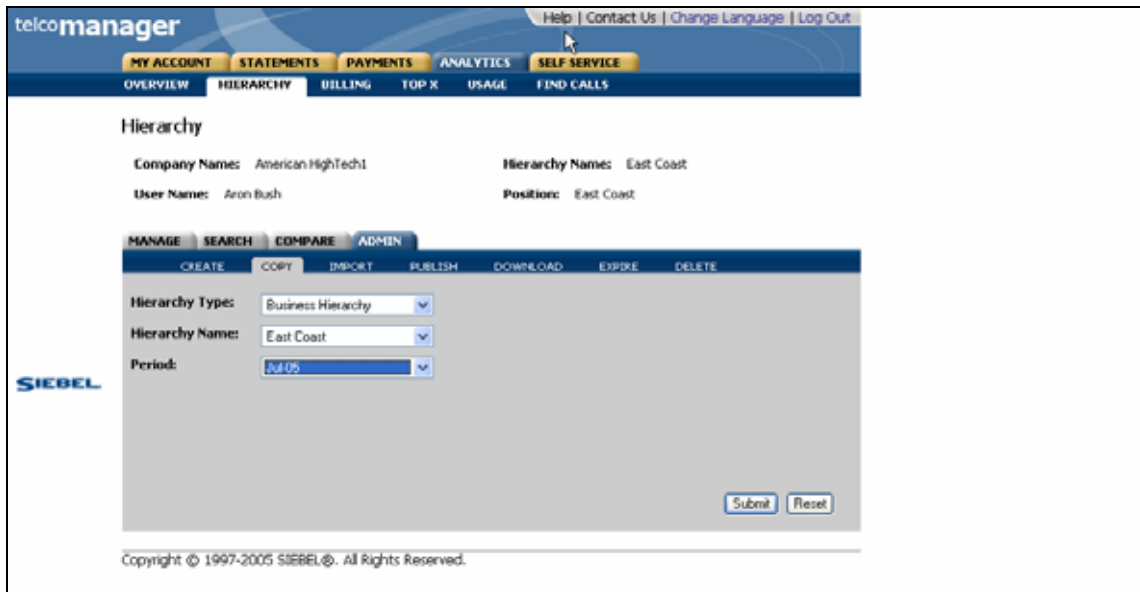 telcomanager
Help | Contact Us | Change Language | Log Out
MY ACCOUNT STATEMENTS PAYMENTS ANALYTICS SELF SERVICE
OVERVIEW HIERARCHY BILLING TOP X USAGE FIND CALLS
Hierarchy
Company Name: American HighTech1 Hierarchy Name: East Coast
User Name: Aron Bush Position: East Coast
MANAGE SEARCH COMPARE ADMIN
CREATE COPY IMPORT PUBLISH DOWNLOAD EXPIRE DELETE
Hierarchy Type: Business Hierarchy
Hierarchy Name: East Coast
Period: Jul-05
SIEBEL
Submit Reset
Copyright © 1997-2005 SIEBEL®. All Rights Reserved.